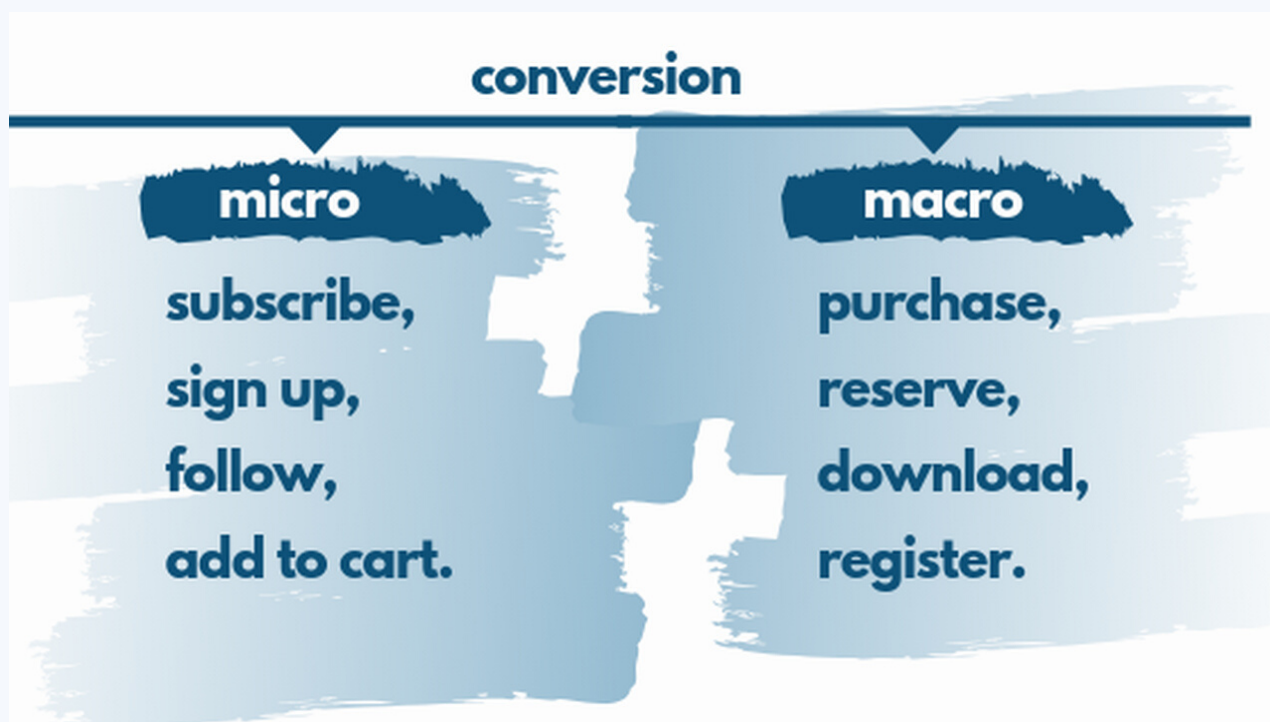 conversion
micro
subscribe,
sign up,
follow,
add to cart.
macro
purchase,
reserve,
download,
register.